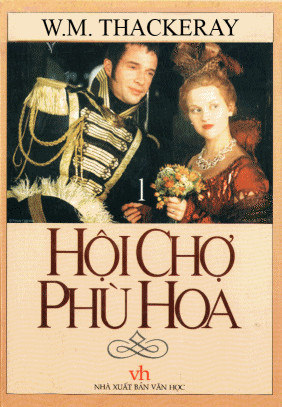 W.M. THACKERAY
1
HỘI CHỢ
PHÙ HOA
vh
NHÀ XUẤT BẢN VĂN HỌC